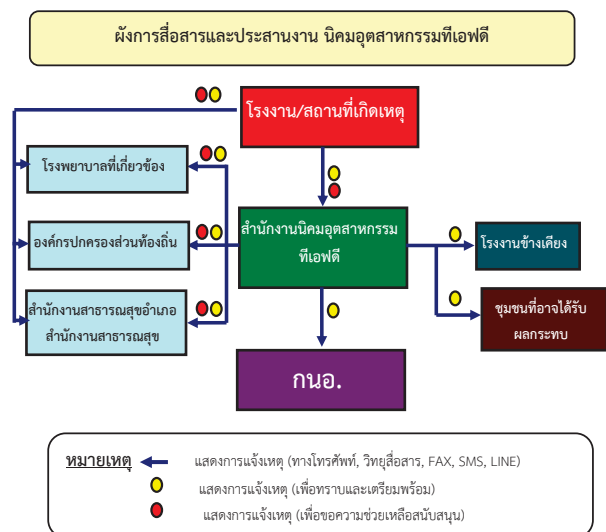 ผังการสื่อสารและประสานงาน นิคมอุตสาหกรรมทีเอฟดี
โรงงาน/สถานที่เกิดเหตุ
โรงพยาบาลที่เกี่ยวข้อง
องค์กรปกครองส่วนท้องถิ่น
สำนักงานสาธารณสุขอำเภอ
สำนักงานสาธารณสุข
สำนักงานนิคมอุตสาหกรรม
ทีเอฟดี
โรงงานข้างเคียง
ชุมชนที่อาจได้รับ
ผลกระทบ
กนอ.
หมายเหตุ แสดงการแจ้งเหตุ (ทางโทรศัพท์, วิทยุสื่อสาร, FAX, SMS, LINE)
แสดงการแจ้งเหตุ (เพื่อทราบและเตรียมพร้อม)
แสดงการแจ้งเหตุ (เพื่อขอความช่วยเหลือสนับสนุน)